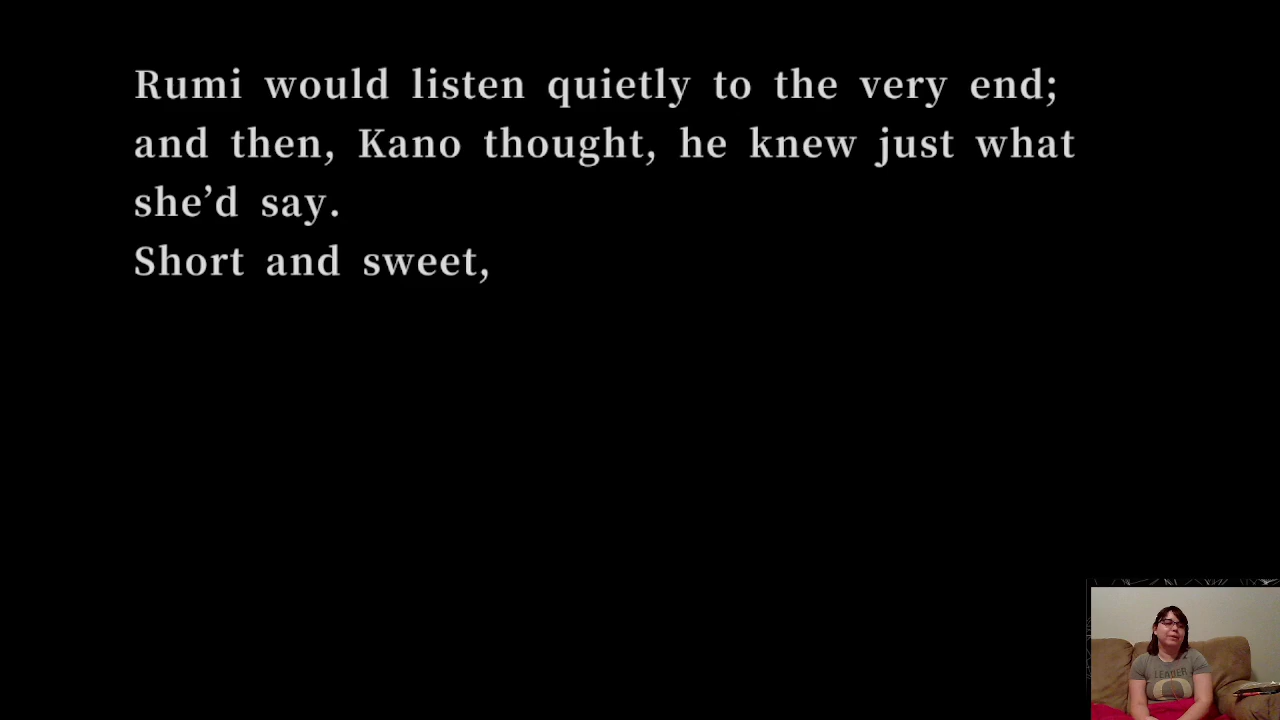 Rumi would listen quietly to the very end;
and then, Kano thought, he knew just what
she’d say.
Short and sweet,
LEADER